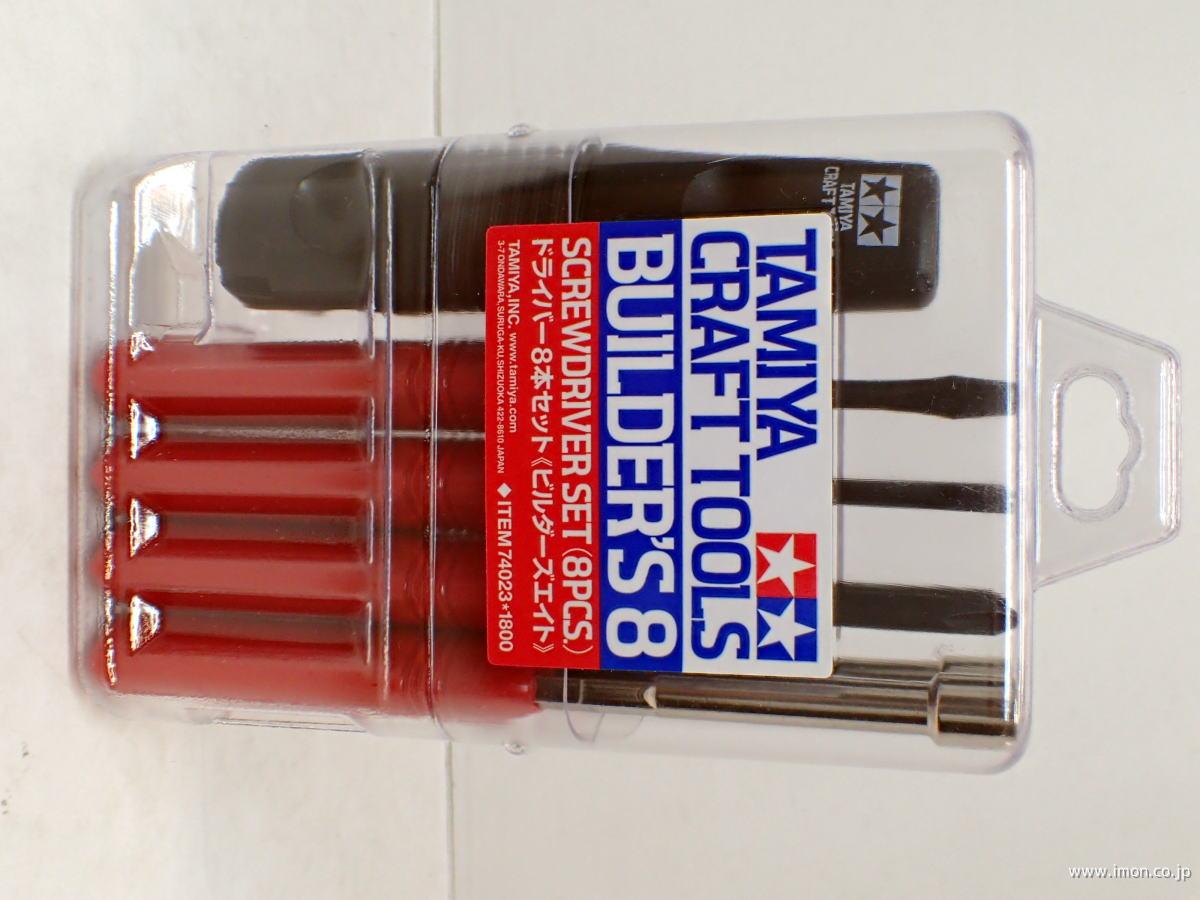 TAMIYA
CRAFT TOOLS
BUILDER'S 8
SCREWDRIVER SET (8PCS.)
ドライバー8本セット《ビルダーズエイト》
TAMIYA,INC. www.tamiya.com
3-7 ONDAWARA,SURUGA-KU,SHIZUOKA 422-8610 JAPAN
◆ITEM 74023*1800
TAMIYA
CRAFT
www.imon.co.jp